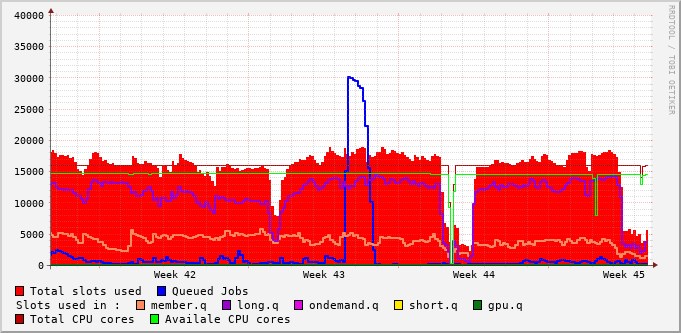 RRDTOOL / TOBI OETIKER
40000
35000
30000
25000
20000
15000
10000
5000
0
Week 42 Week 43 Week 44 Week 45
Total slots used Queued Jobs
Slots used in : member.q long.q ondemand.q short.q gpu.q
Total CPU cores Availale CPU cores